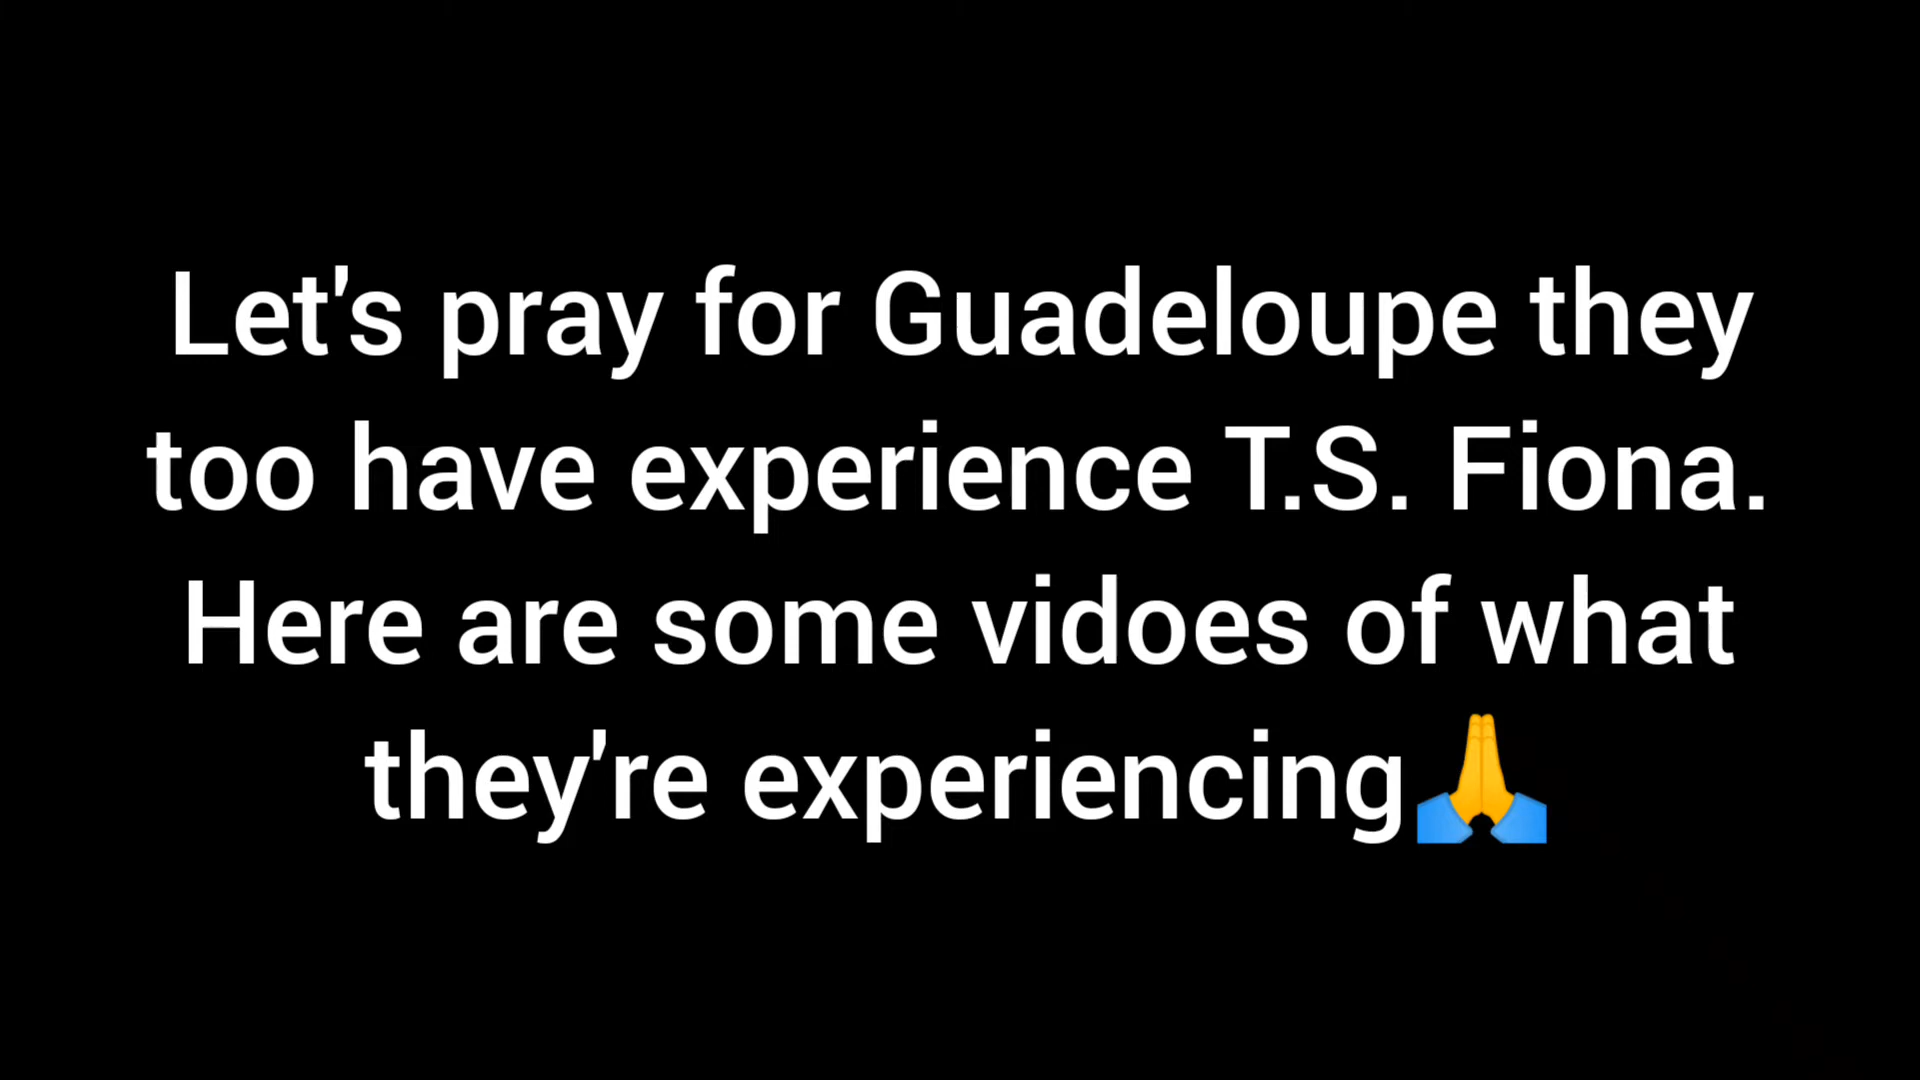 Let's pray for Guadeloupe they
too have experience T.S. Fiona.
Here are some vidoes of what
they're experiencing🙏